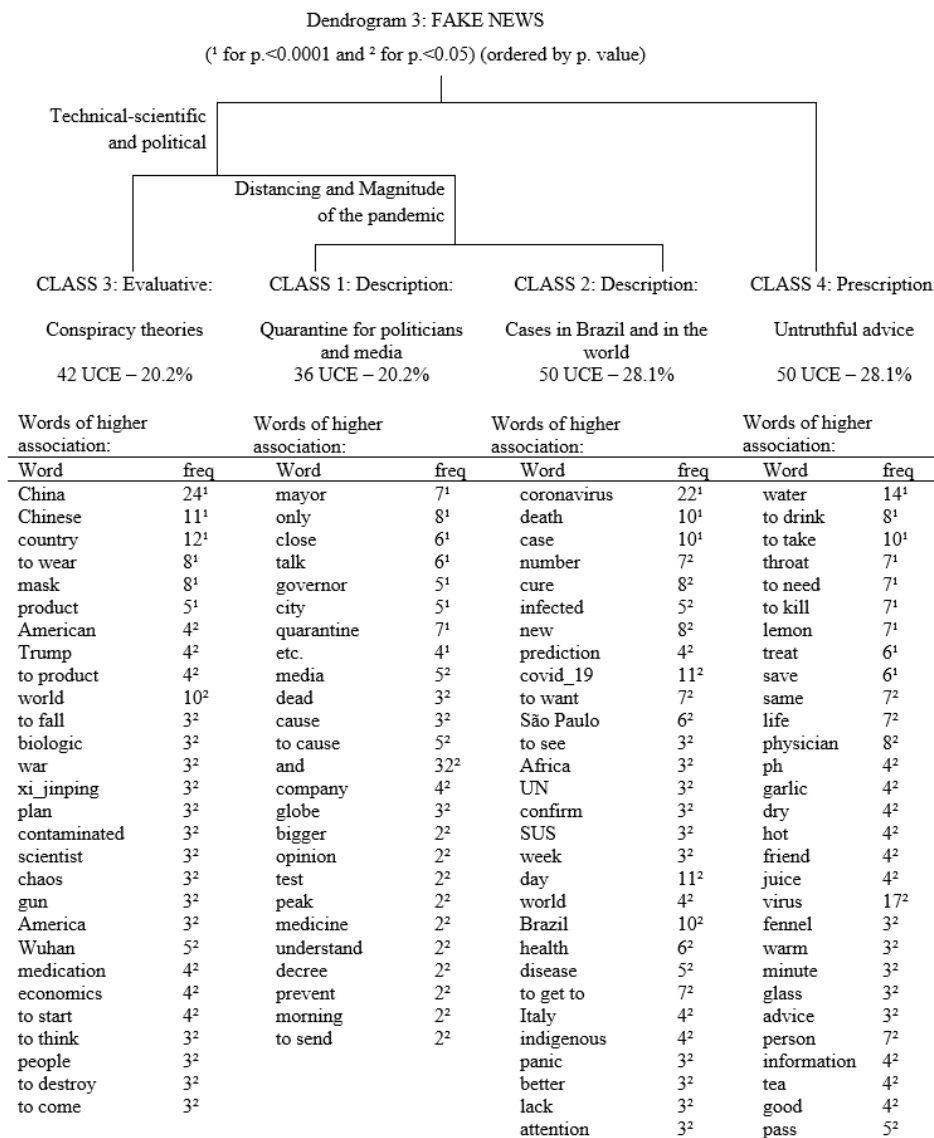 Dendrogram 3: FAKE NEWS
(¹ for p.<0.0001 and ² for p.<0.05) (ordered by p. value)
Technical-scientific
and political
Distancing and Magnitude
of the pandemic
CLASS 3: Evaluative: CLASS 1: Description: CLASS 2: Description: CLASS 4: Prescription:
Conspiracy theories Quarantine for politicians Cases in Brazil and in the Untruthful advice
and media world
42 UCE – 20.2% 36 UCE – 20.2% 50 UCE – 28.1% 50 UCE – 28.1%
Words of higher Words of higher Words of higher Words of higher
association: association: association: association:
Word freq Word freq Word freq Word freq
China 24¹ mayor 7¹ coronavirus 22¹ water 14¹
Chinese 11¹ only 8¹ death 10¹ to drink 8¹
country 12¹ close 6¹ case 10¹ to take 10¹
to wear 8¹ talk 6¹ number 7² throat 7¹
mask 8¹ governor 5¹ cure 8² to need 7¹
product 5¹ city 5¹ infected 5² to kill 7¹
American 4² quarantine 7¹ new 8² lemon 7¹
Trump 4² etc. 4¹ prediction 4² treat 6¹
to product 4² media 5² covid_19 11² save 6¹
world 10² dead 3² to want 7² same 7²
to fall 3² cause 3² São Paulo 6² life 7²
biologic 3² to cause 5² to see 3² physician 8²
war 3² and 32² Africa 3² ph 4²
xi_jinping 3² company 4² UN 3² garlic 4²
plan 3² globe 3² confirm 3² dry 4²
contaminated 3² bigger 2² SUS 3² hot 4²
scientist 3² opinion 2² week 3² friend 4²
chaos 3² test 2² day 11² juice 4²
gun 3² peak 2² world 4² virus 17²
America 3² medicine 2² Brazil 10² fennel 3²
Wuhan 5² understand 2² health 6² warm 3²
medication 4² decree 2² disease 5² minute 3²
economics 4² prevent 2² to get to 7² glass 3²
to start 4² morning 2² Italy 4² advice 3²
to think 3² to send 2² indigenous 4² person 7²
people 3² panic 3² information 4²
to destroy 3² better 3² tea 4²
to come 3² lack 3² good 4²
attention 3² pass 5²